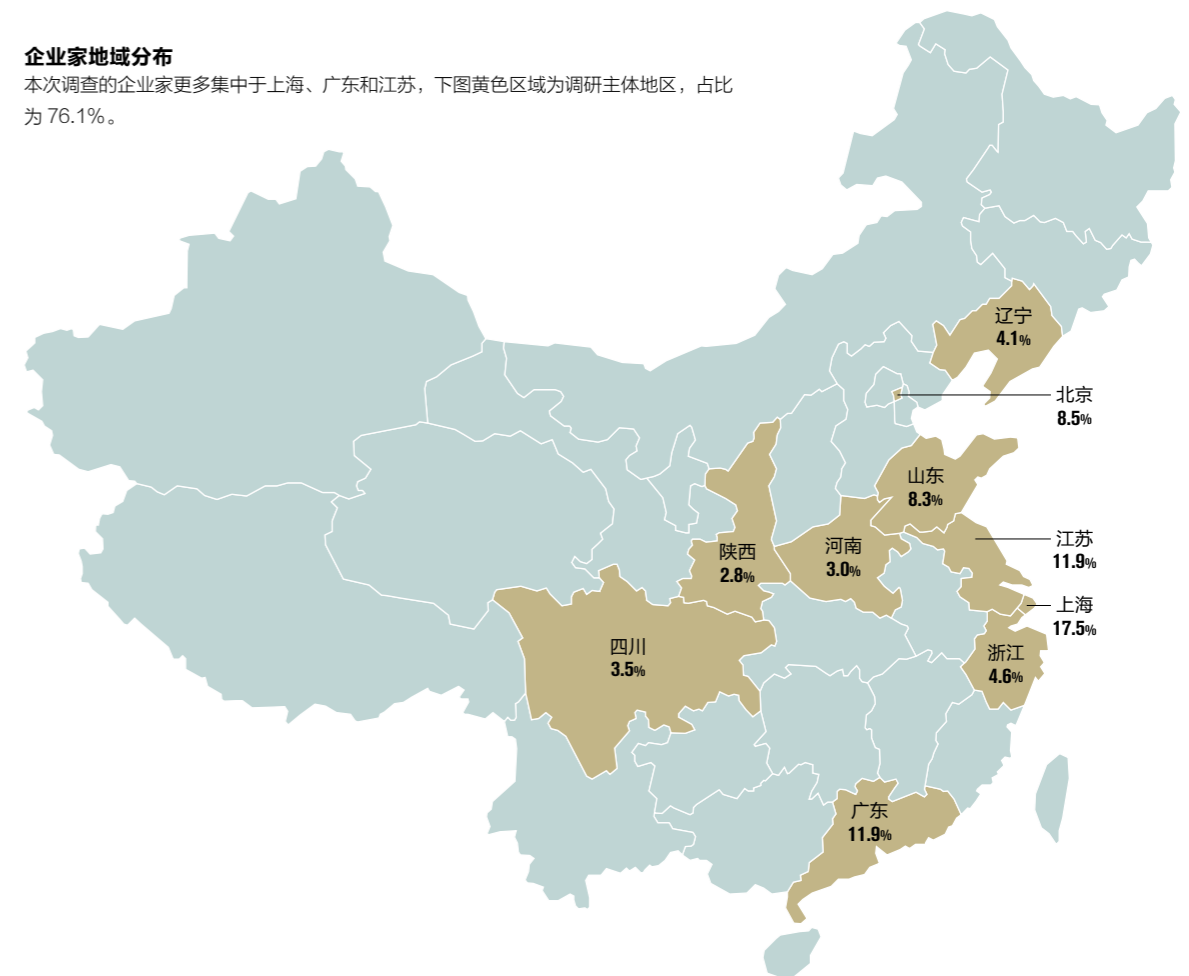 企业家地域分布
本次调查的企业家更多集中于上海、广东和江苏，下图黄色区域为调研主体地区，占比
为 76.1%。
辽宁
4.1%
北京
8.5%
山东
8.3%
江苏
11.9%
陕西
2.8%
河南
3.0%
上海
17.5%
四川
3.5%
浙江
4.6%
广东
11.9%